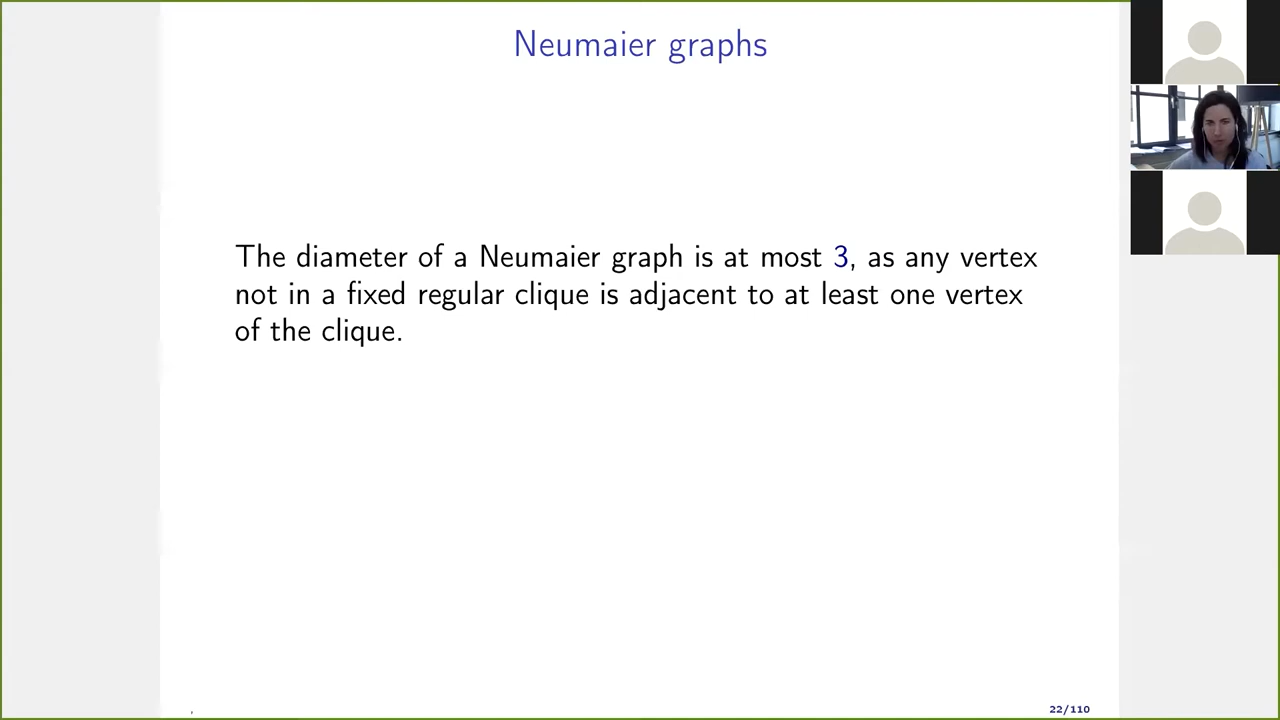 Neumaier graphs
The diameter of a Neumaier graph is at most 3, as any vertex
not in a fixed regular clique is adjacent to at least one vertex
of the clique.
,
22/110